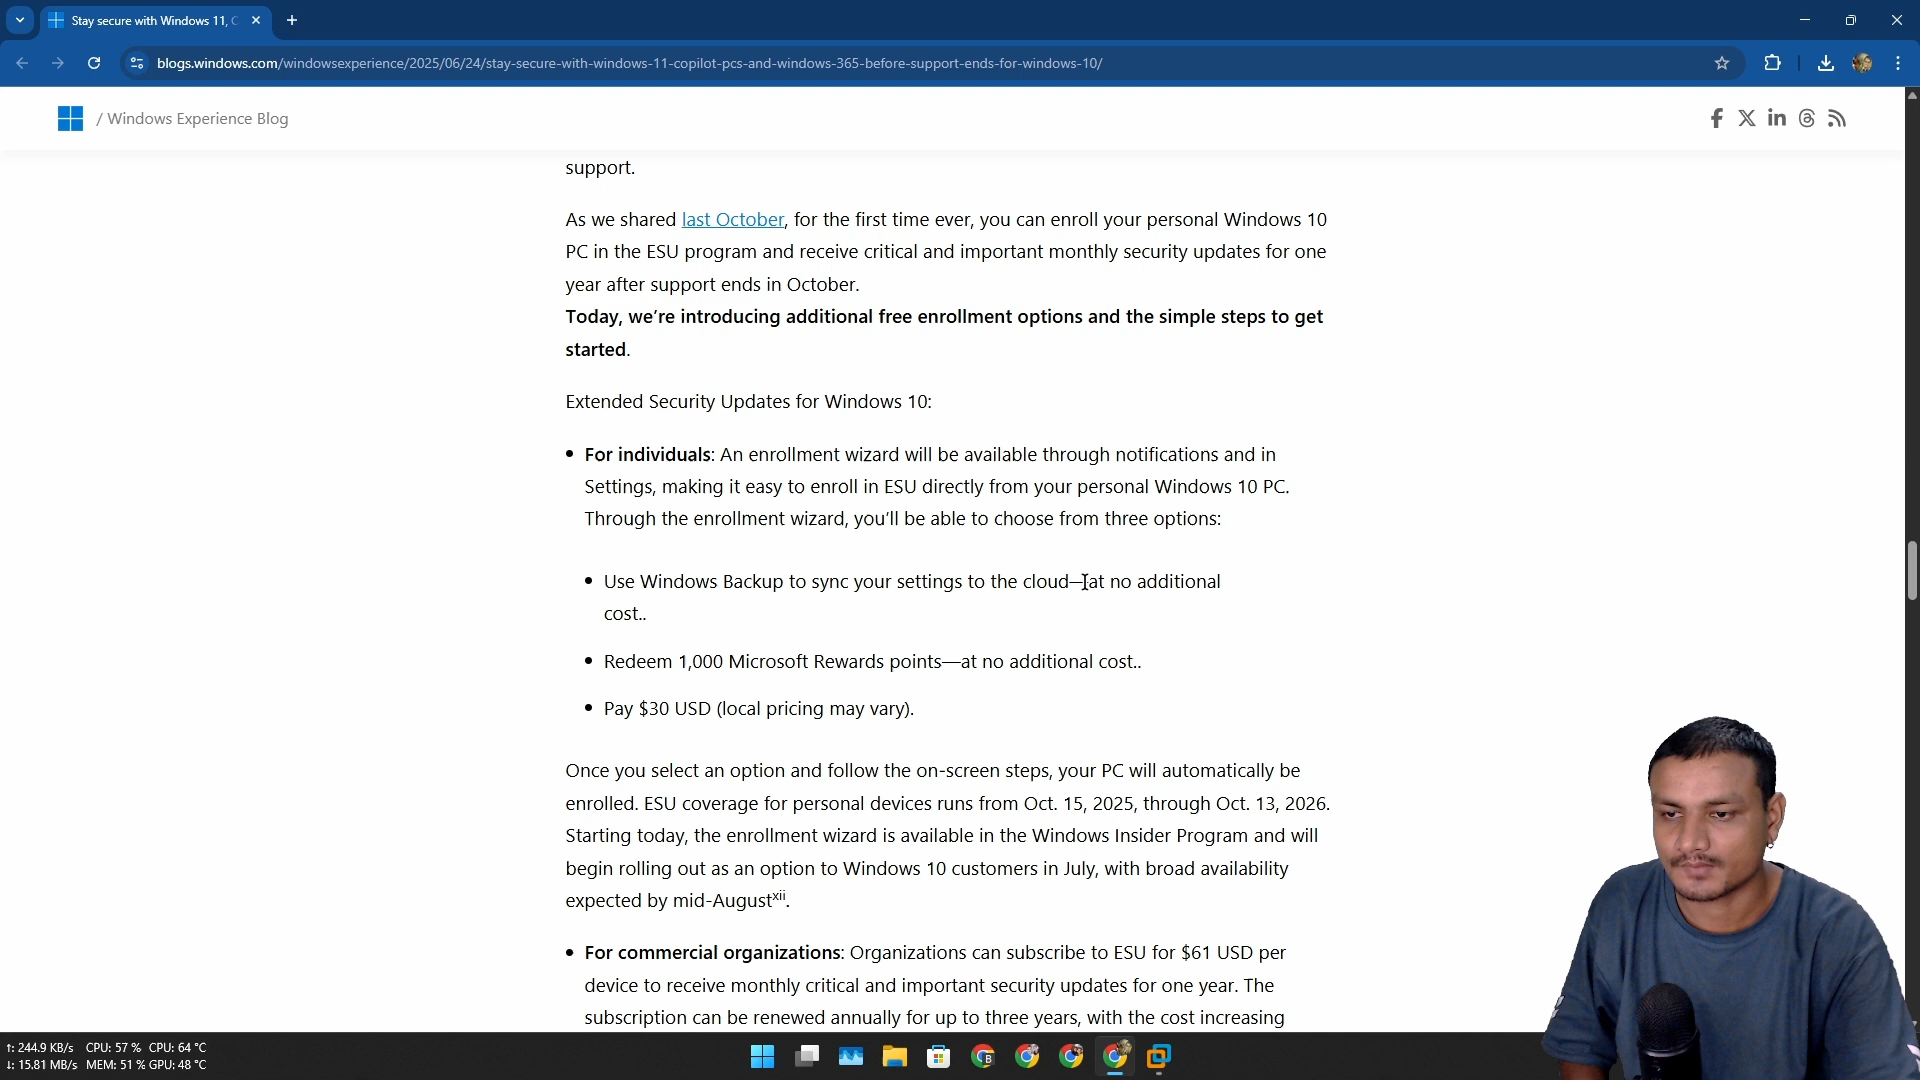 Stay secure with Windows 11, C
blogs.windows.com/windowsexperience/2025/06/24/stay-secure-with-windows-11-copilot-pcs-and-windows-365-before-support-ends-for-windows-10/
/ Windows Experience Blog
support.
As we shared last October, for the first time ever, you can enroll your personal Windows 10
PC in the ESU program and receive critical and important monthly security updates for one
year after support ends in October.
Today, we're introducing additional free enrollment options and the simple steps to get
started.
Extended Security Updates for Windows 10:
For individuals: An enrollment wizard will be available through notifications and in
Settings, making it easy to enroll in ESU directly from your personal Windows 10 PC.
Through the enrollment wizard, you'll be able to choose from three options:
Use Windows Backup to sync your settings to the cloud—at no additional
cost..
Redeem 1,000 Microsoft Rewards points—at no additional cost..
Pay $30 USD (local pricing may vary).
Once you select an option and follow the on-screen steps, your PC will automatically be
enrolled. ESU coverage for personal devices runs from Oct. 15, 2025, through Oct. 13, 2026.
Starting today, the enrollment wizard is available in the Windows Insider Program and will
begin rolling out as an option to Windows 10 customers in July, with broad availability
expected by mid-August^xii.
For commercial organizations: Organizations can subscribe to ESU for $61 USD per
device to receive monthly critical and important security updates for one year. The
subscription can be renewed annually for up to three years, with the cost increasing
↑: 244.9 KB/s CPU: 57 % CPU: 64 °C
↓: 15.81 MB/s MEM: 51 % GPU: 48 °C
B